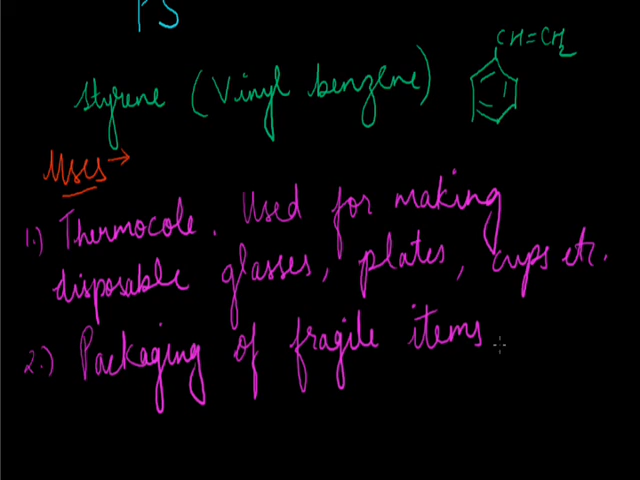 PS
CH=CH2
styrene (Vinyl benzene)
Uses →
1.) Thermocole. Used for making
disposable glasses, plates, cups etc.
2.) Packaging of fragile items